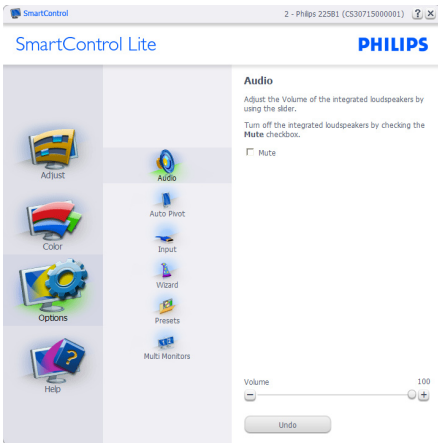 SmartControl
2 - Philips 225B1 (CS30715000001)
SmartControl Lite
PHILIPS
Adjust
Color
Options
Help
Audio
Auto Pivot
Input
Wizard
Presets
Multi Monitors
Audio
Adjust the Volume of the integrated loudspeakers by
using the slider.
Turn off the integrated loudspeakers by checking the
Mute checkbox.
Mute
Volume
100
Undo